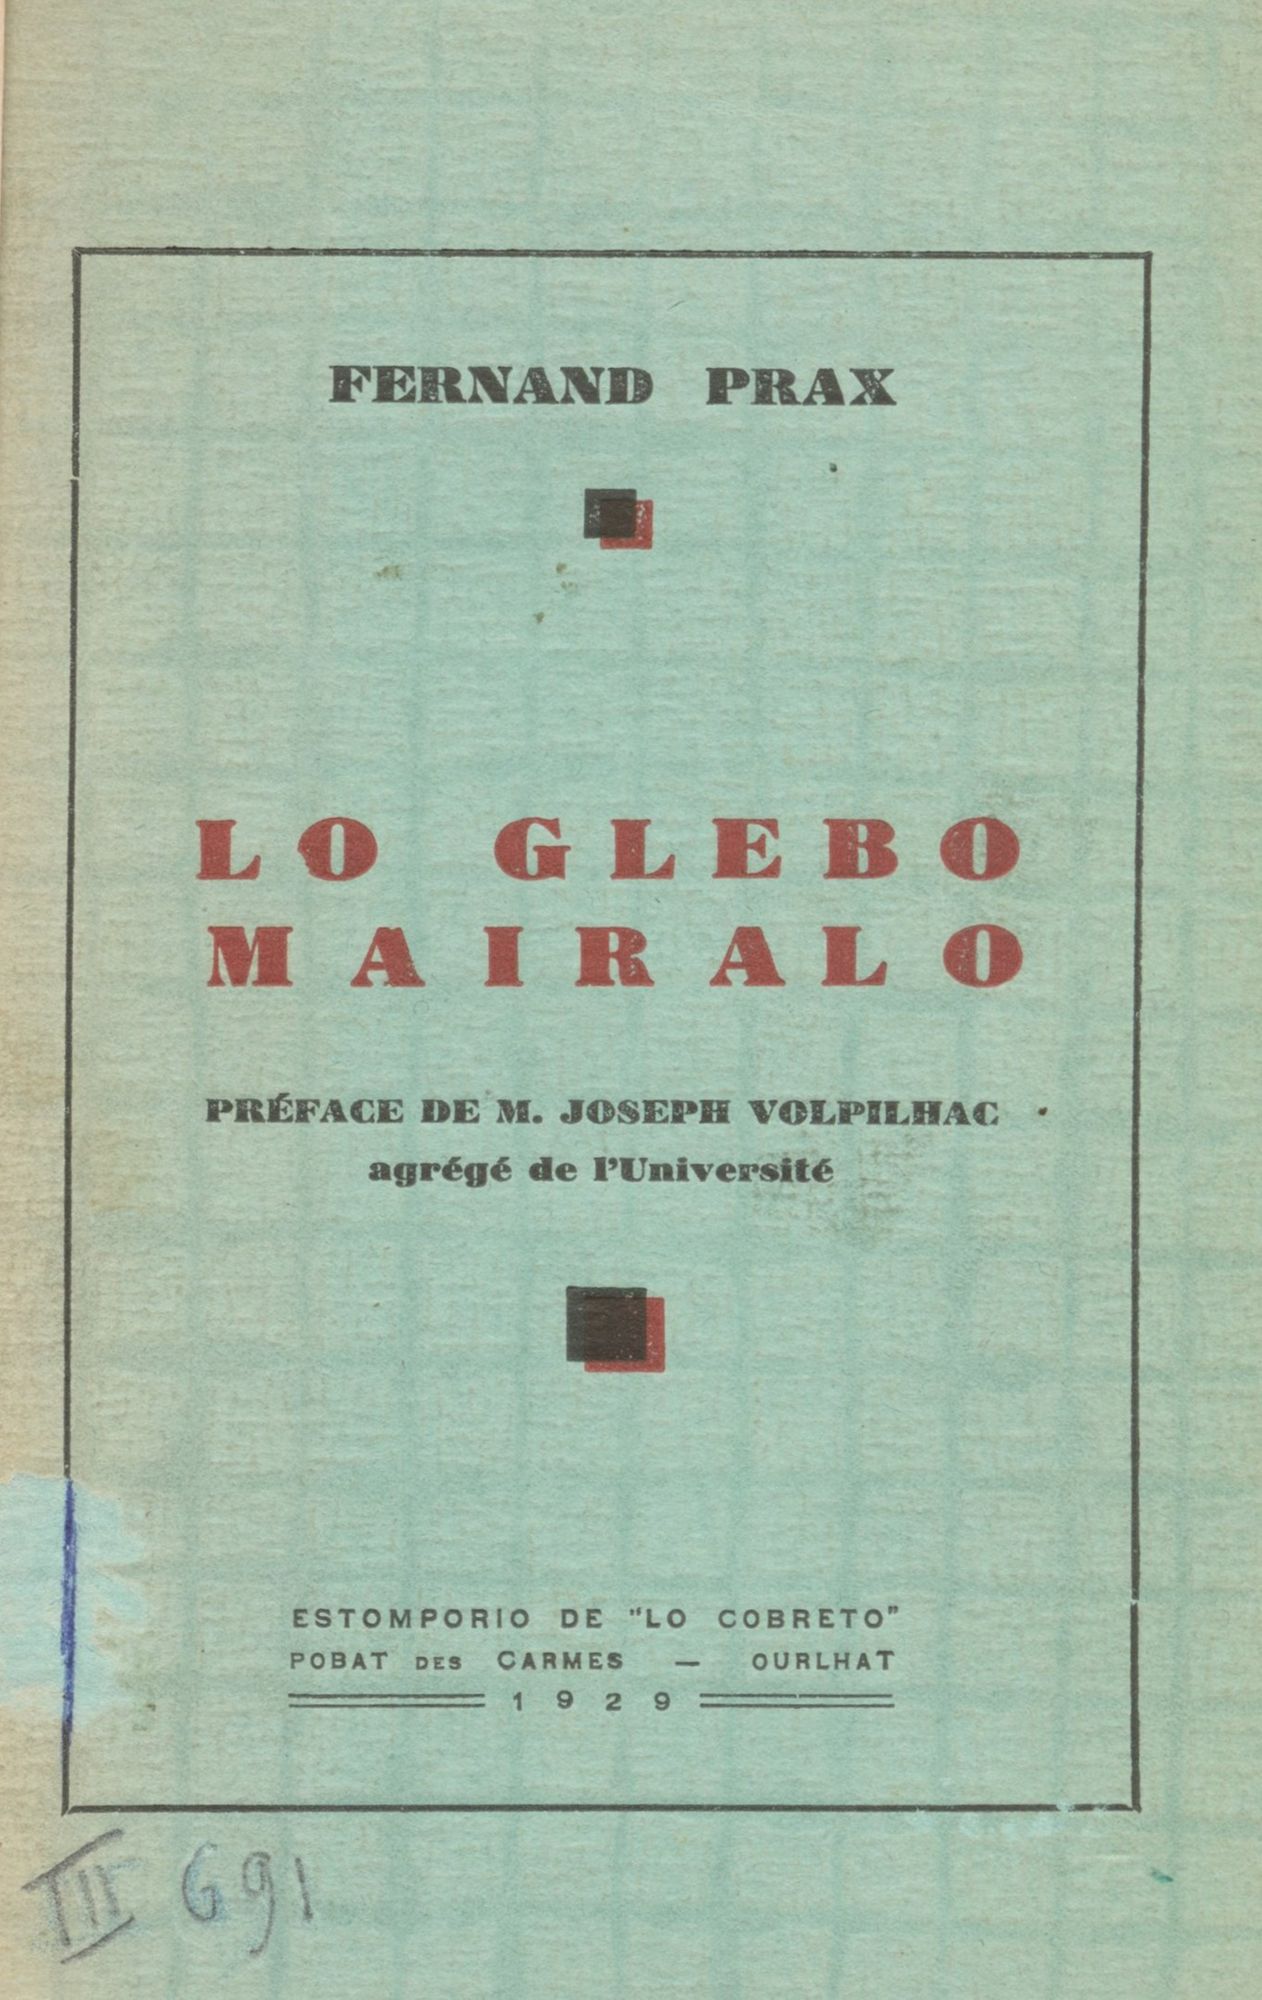 FERNAND PRAX
LO GLEBO
MAIRALO
PRÉFACE DE M. JOSEPH VOLPILHAC
agrégé de l'Université
ESTOMPORIO DE "LO COBRETO"
POBAT DES CARMES — OURLHAT
1929
III 691